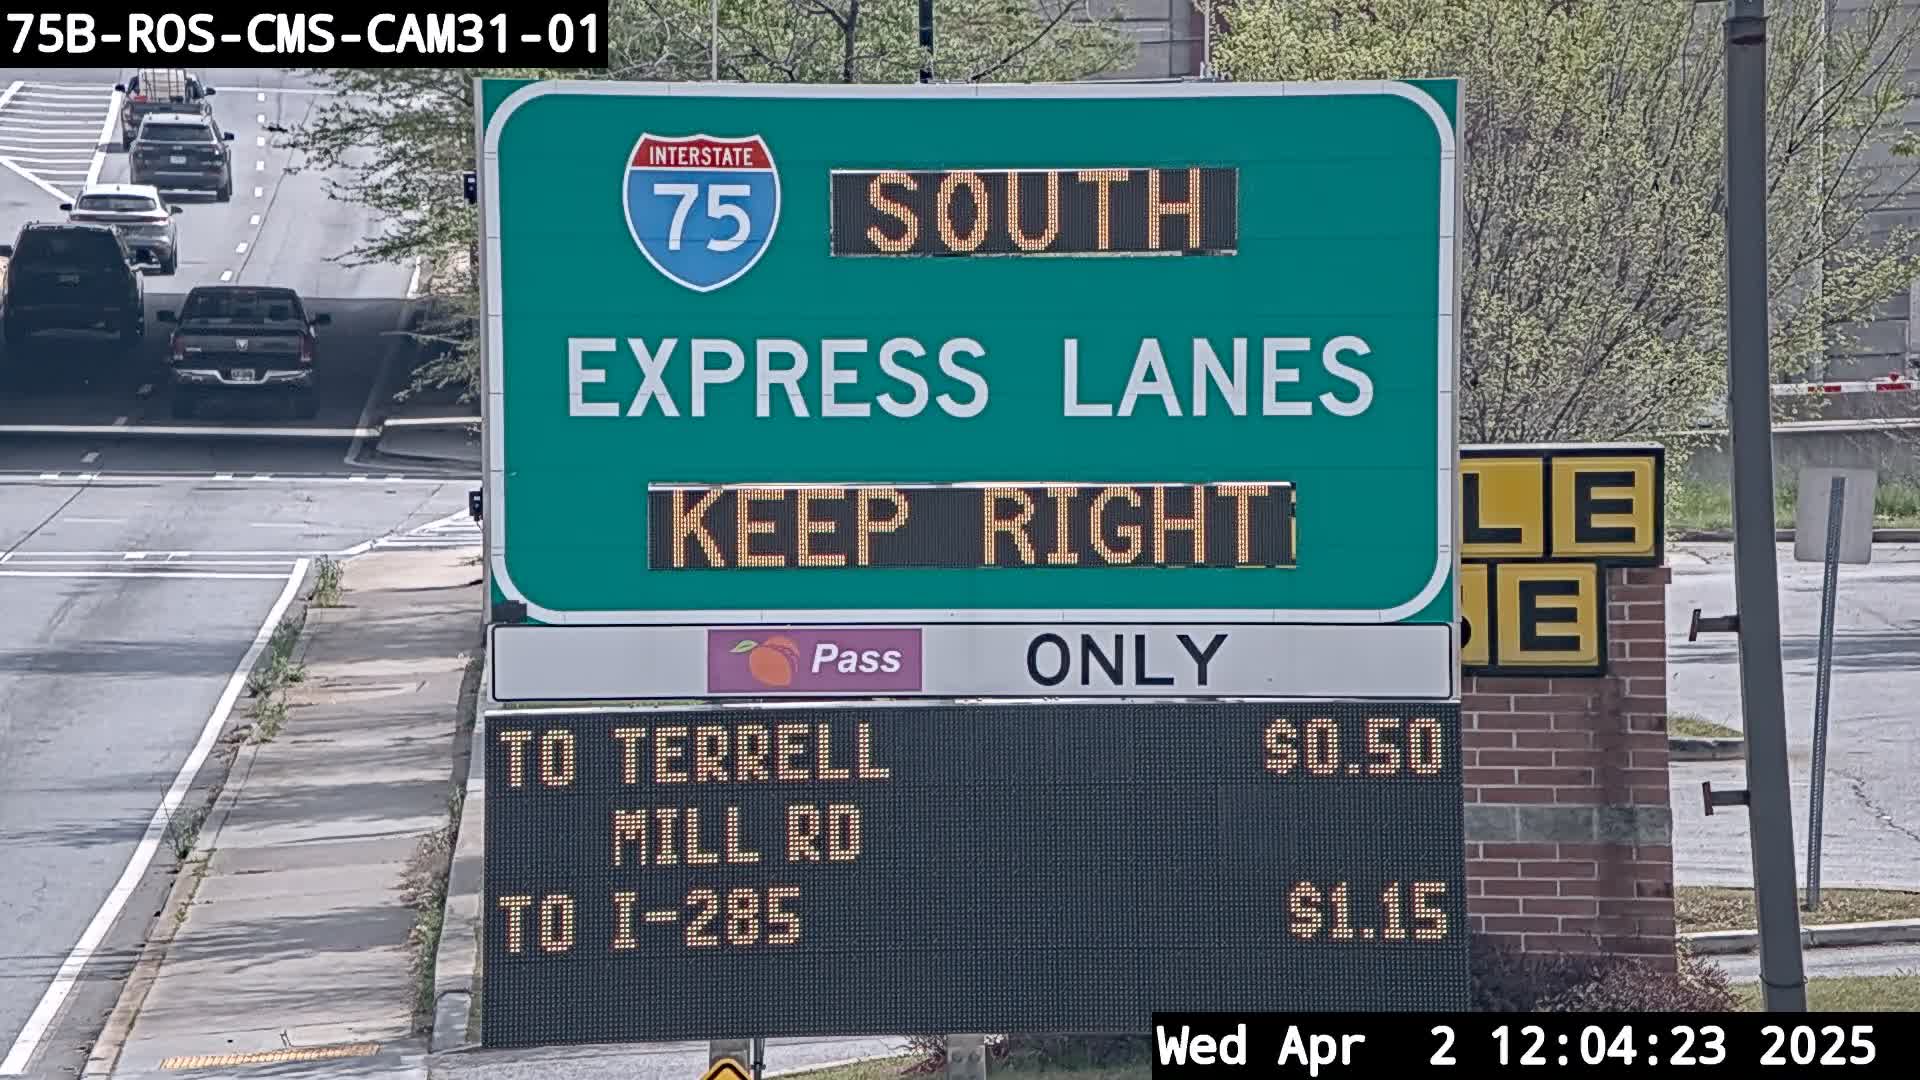 75B-ROS-CMS-CAM31-01
INTERSTATE
75
SOUTH
EXPRESS LANES
KEEP RIGHT
Pass ONLY
TO TERRELL $0.50
MILL RD
TO I-285 $1.15
LE
E
Wed Apr 2 12:04:23 2025